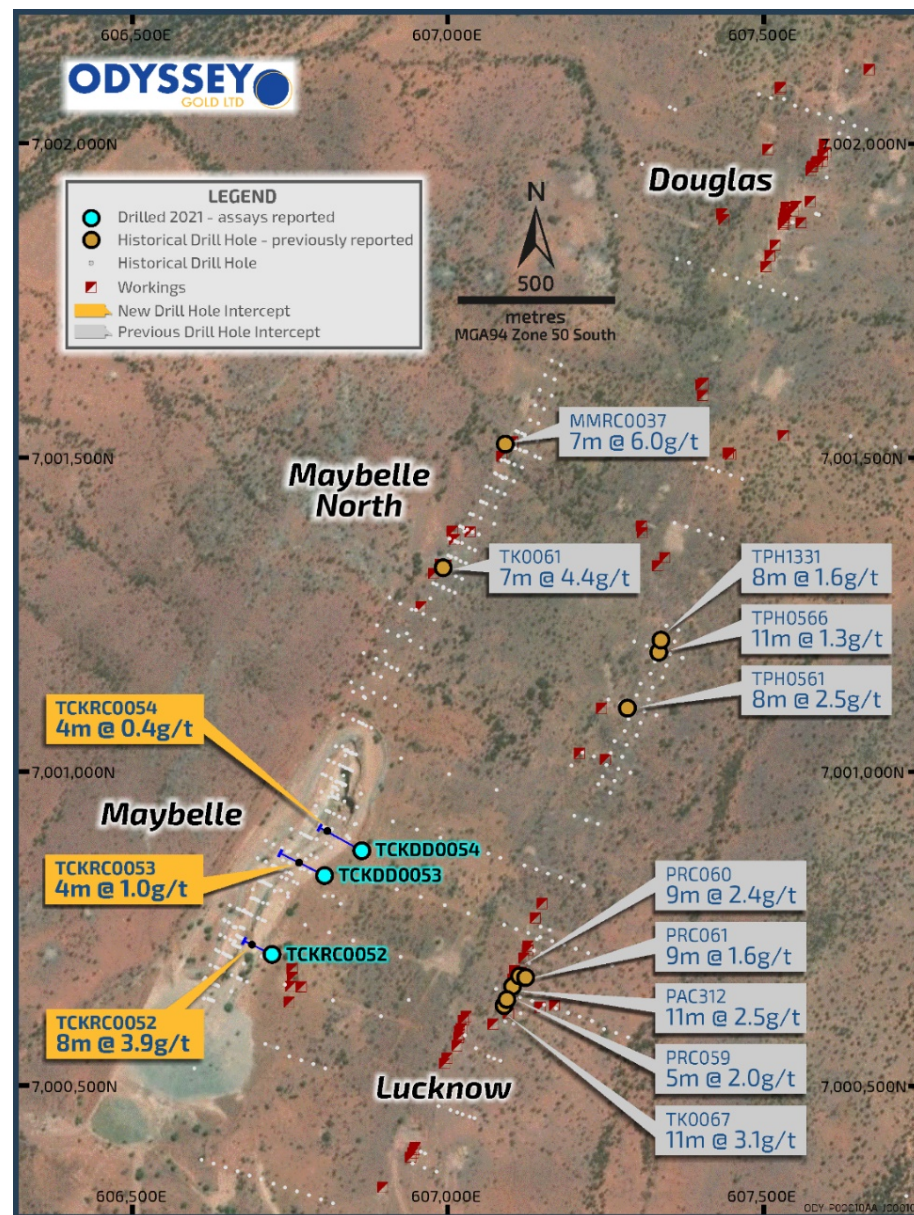 606,500E
607,000E
607,500E
ODYSSEY
GOLD LTD
7,002,000N
7,002,000N
Douglas
LEGEND
Drilled 2021 - assays reported
Historical Drill Hole - previously reported
Historical Drill Hole
Workings
New Drill Hole Intercept
Previous Drill Hole Intercept
N
500
metres
MGA94 Zone 50 South
MMRC0037
7m @ 6.0g/t
7,001,500N
7,001,500N
Maybelle
North
TK0061
7m @ 4.4g/t
TPH1331
8m @ 1.6g/t
TPH0566
11m @ 1.3g/t
TPH0561
8m @ 2.5g/t
TCKRC0054
4m @ 0.4g/t
7,001,000N
7,001,000N
Maybelle
TCKDD0054
TCKRC0053
4m @ 1.0g/t
TCKDD0053
PRC060
9m @ 2.4g/t
PRC061
9m @ 1.6g/t
TCKRC0052
PAC312
11m @ 2.5g/t
TCKRC0052
8m @ 3.9g/t
PRC059
5m @ 2.0g/t
7,000,500N
Lucknow
7,000,500N
TK0067
11m @ 3.1g/t
606,500E
607,000E
607,500E